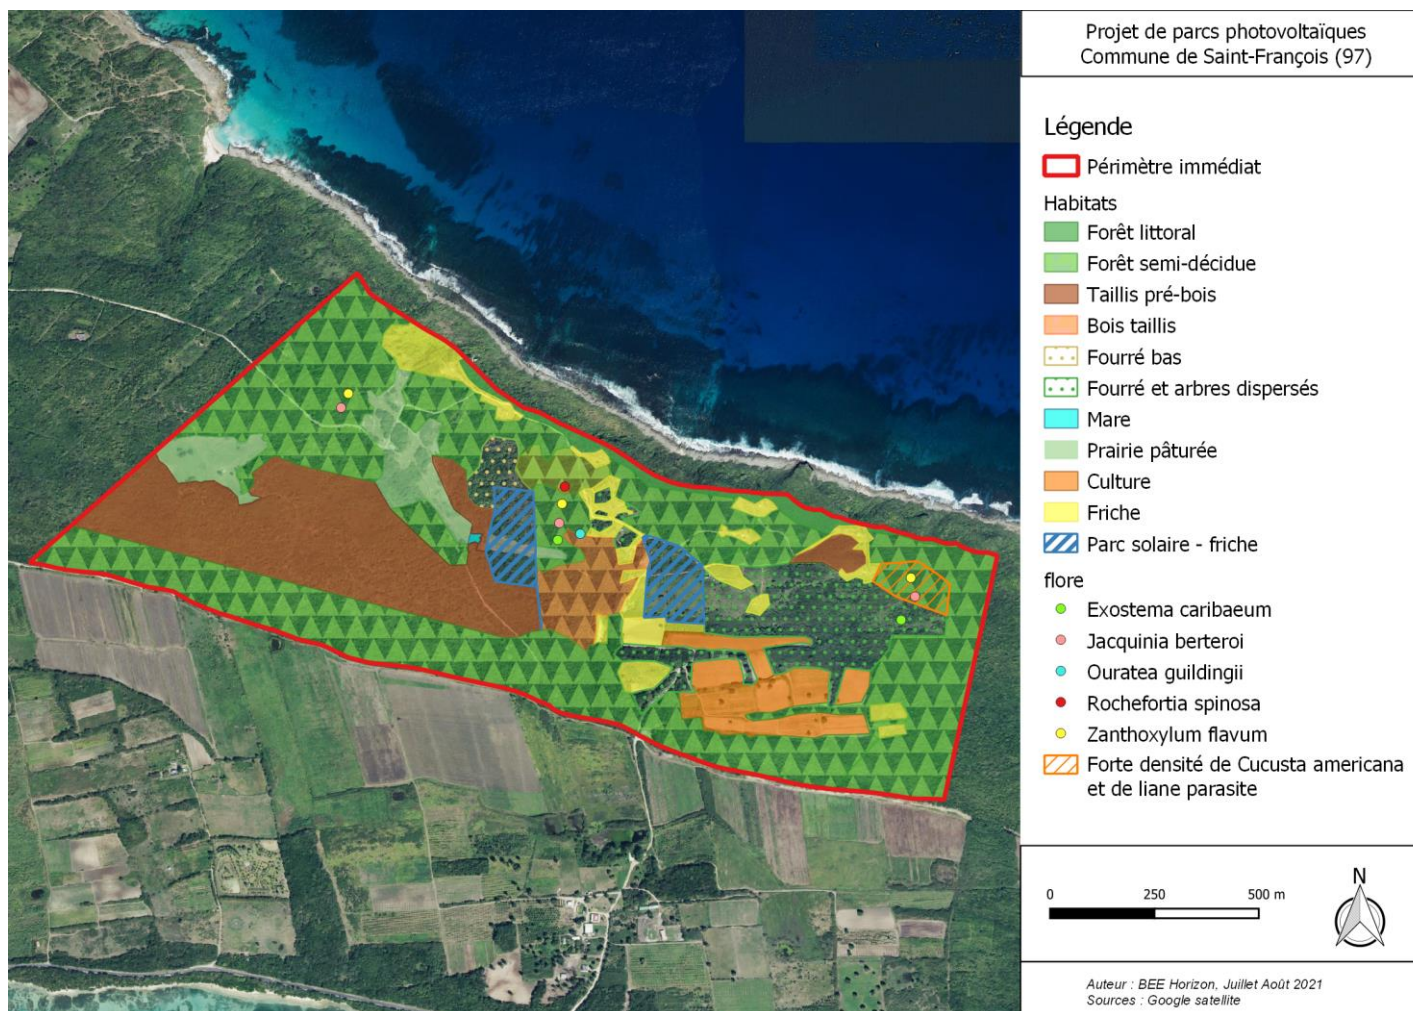 Projet de parcs photovoltaïques
Commune de Saint-François (97)
Légende
Périmètre immédiat
Habitats
Forêt littoral
Forêt semi-décidue
Taillis pré-bois
Bois taillis
Fourré bas
Fourré et arbres dispersés
Mare
Prairie pâturée
Culture
Friche
Parc solaire - friche
flore
Exostema caribaeum
Jacquinia berteroi
Ouratea guildingii
Rochefortia spinosa
Zanthoxylum flavum
Forte densité de Cucusta americana
et de liane parasite
0 250 500 m
N
Auteur : BEE Horizon, Juillet Août 2021
Sources : Google satellite